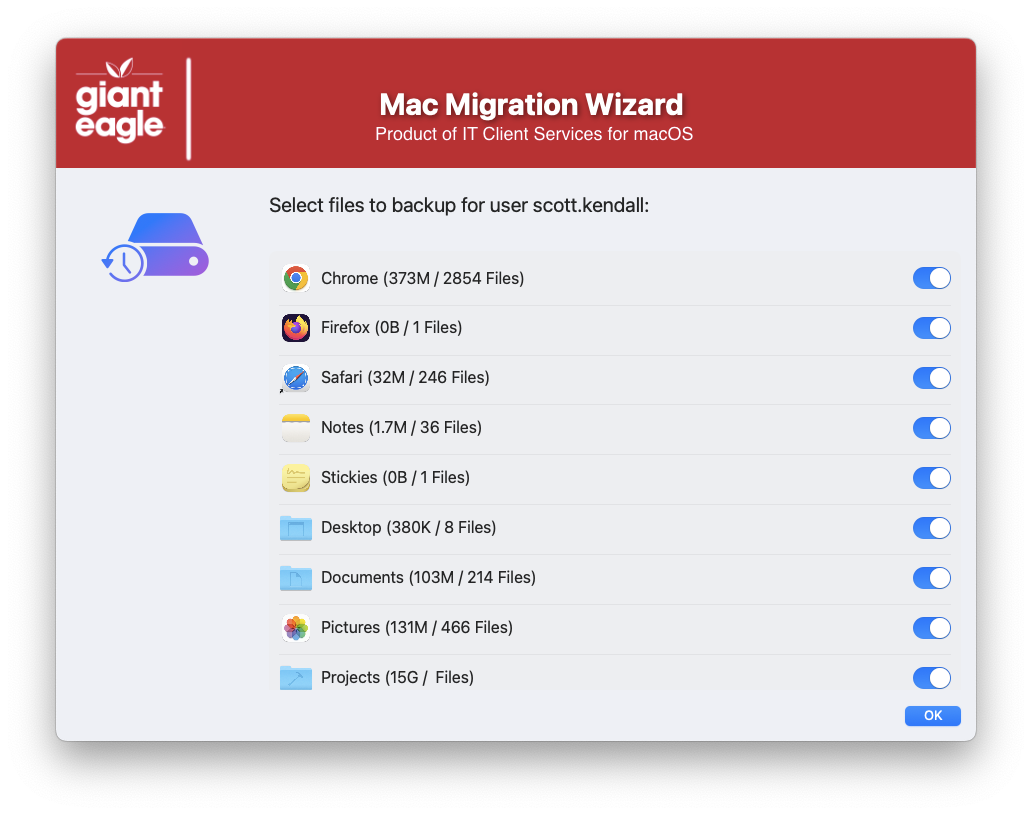 giant
eagle
Mac Migration Wizard
Product of IT Client Services for macOS
Select files to backup for user scott.kendall:
Chrome (373M / 2854 Files)
Firefox (0B / 1 Files)
Safari (32M / 246 Files)
Notes (1.7M / 36 Files)
Stickies (0B / 1 Files)
Desktop (380K / 8 Files)
Documents (103M / 214 Files)
Pictures (131M / 466 Files)
Projects (15G /  Files)
OK